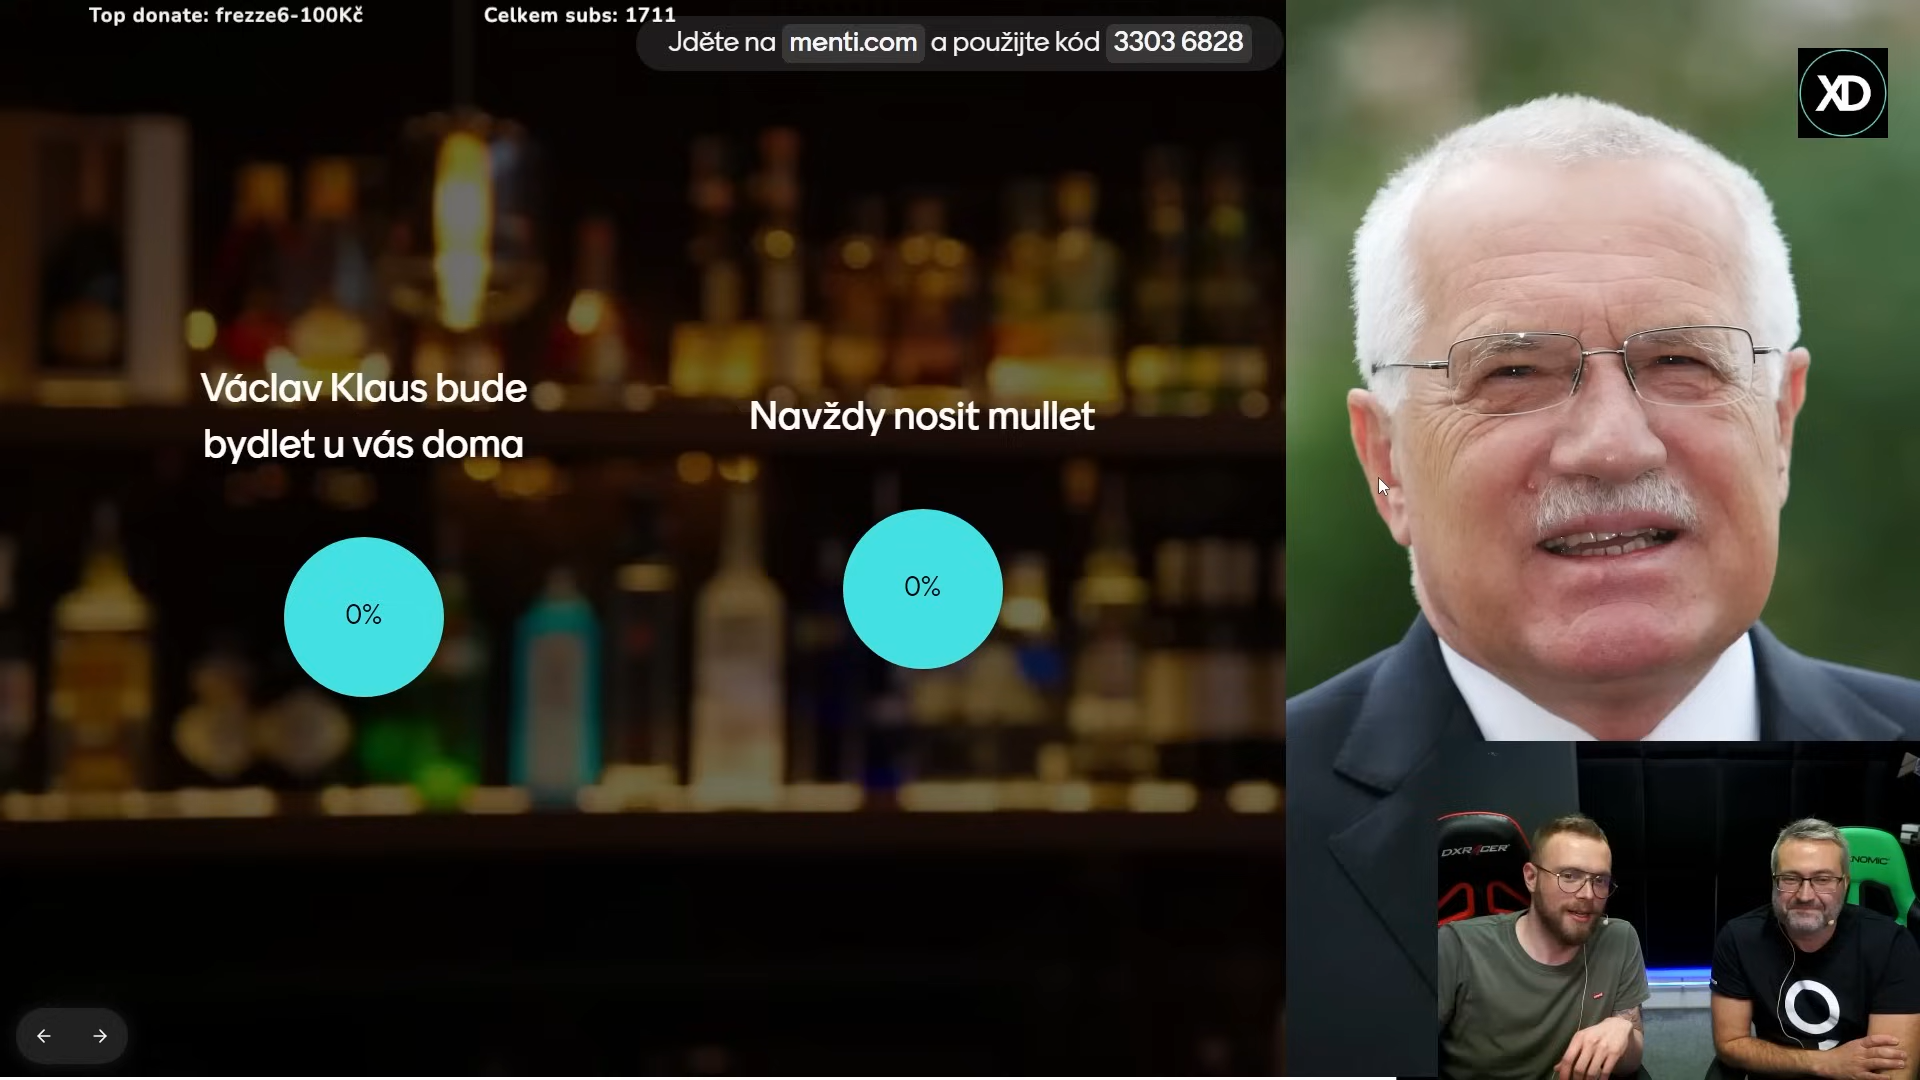 Top donate: frezze6-100Kč
Celkem subs: 1711
Jděte na menti.com a použijte kód 3303 6828
XD
Václav Klaus bude
bydlet u vás doma
Navždy nosit mullet
0%
0%
DXRACER
NOMIC